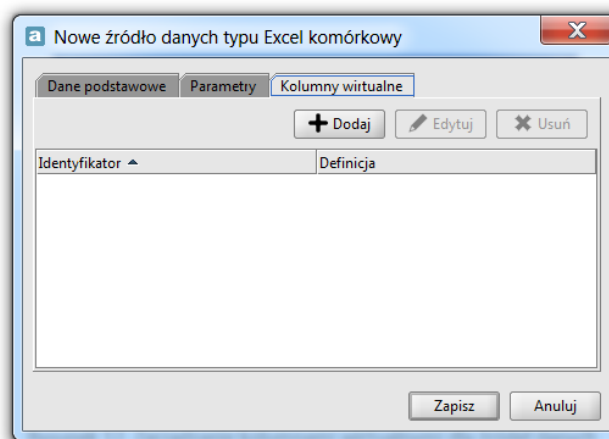 a Nowe źródło danych typu Excel komórkowy X
Dane podstawowe Parametry Kolumny wirtualne
Dodaj Edytuj Usuń
Identyfikator Definicja
Zapisz Anuluj